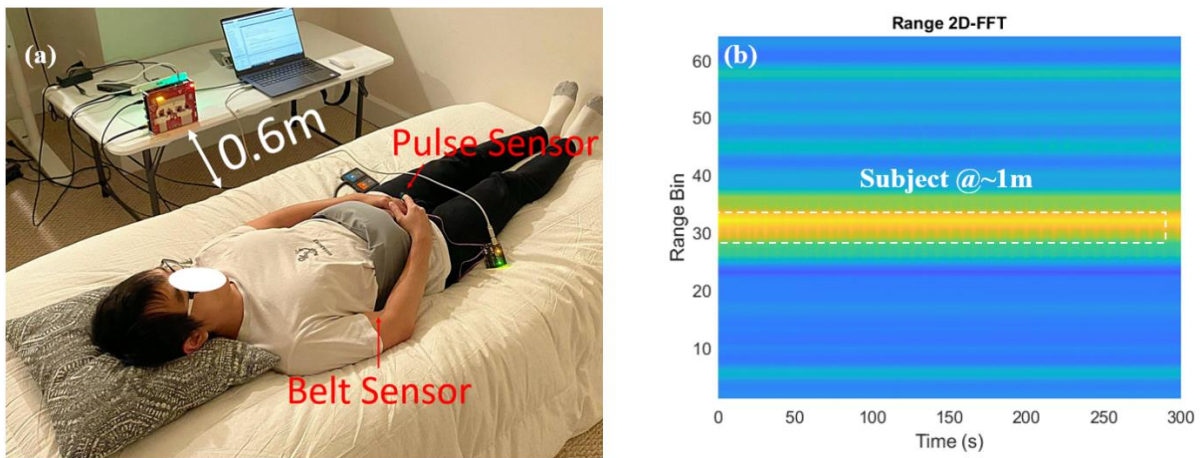 (a)
0.6m
Pulse Sensor
Belt Sensor
Range 2D-FFT
(b)
Subject @~1m
Range Bin
60
50
40
30
20
10
0 50 100 150 200 250 300
Time (s)